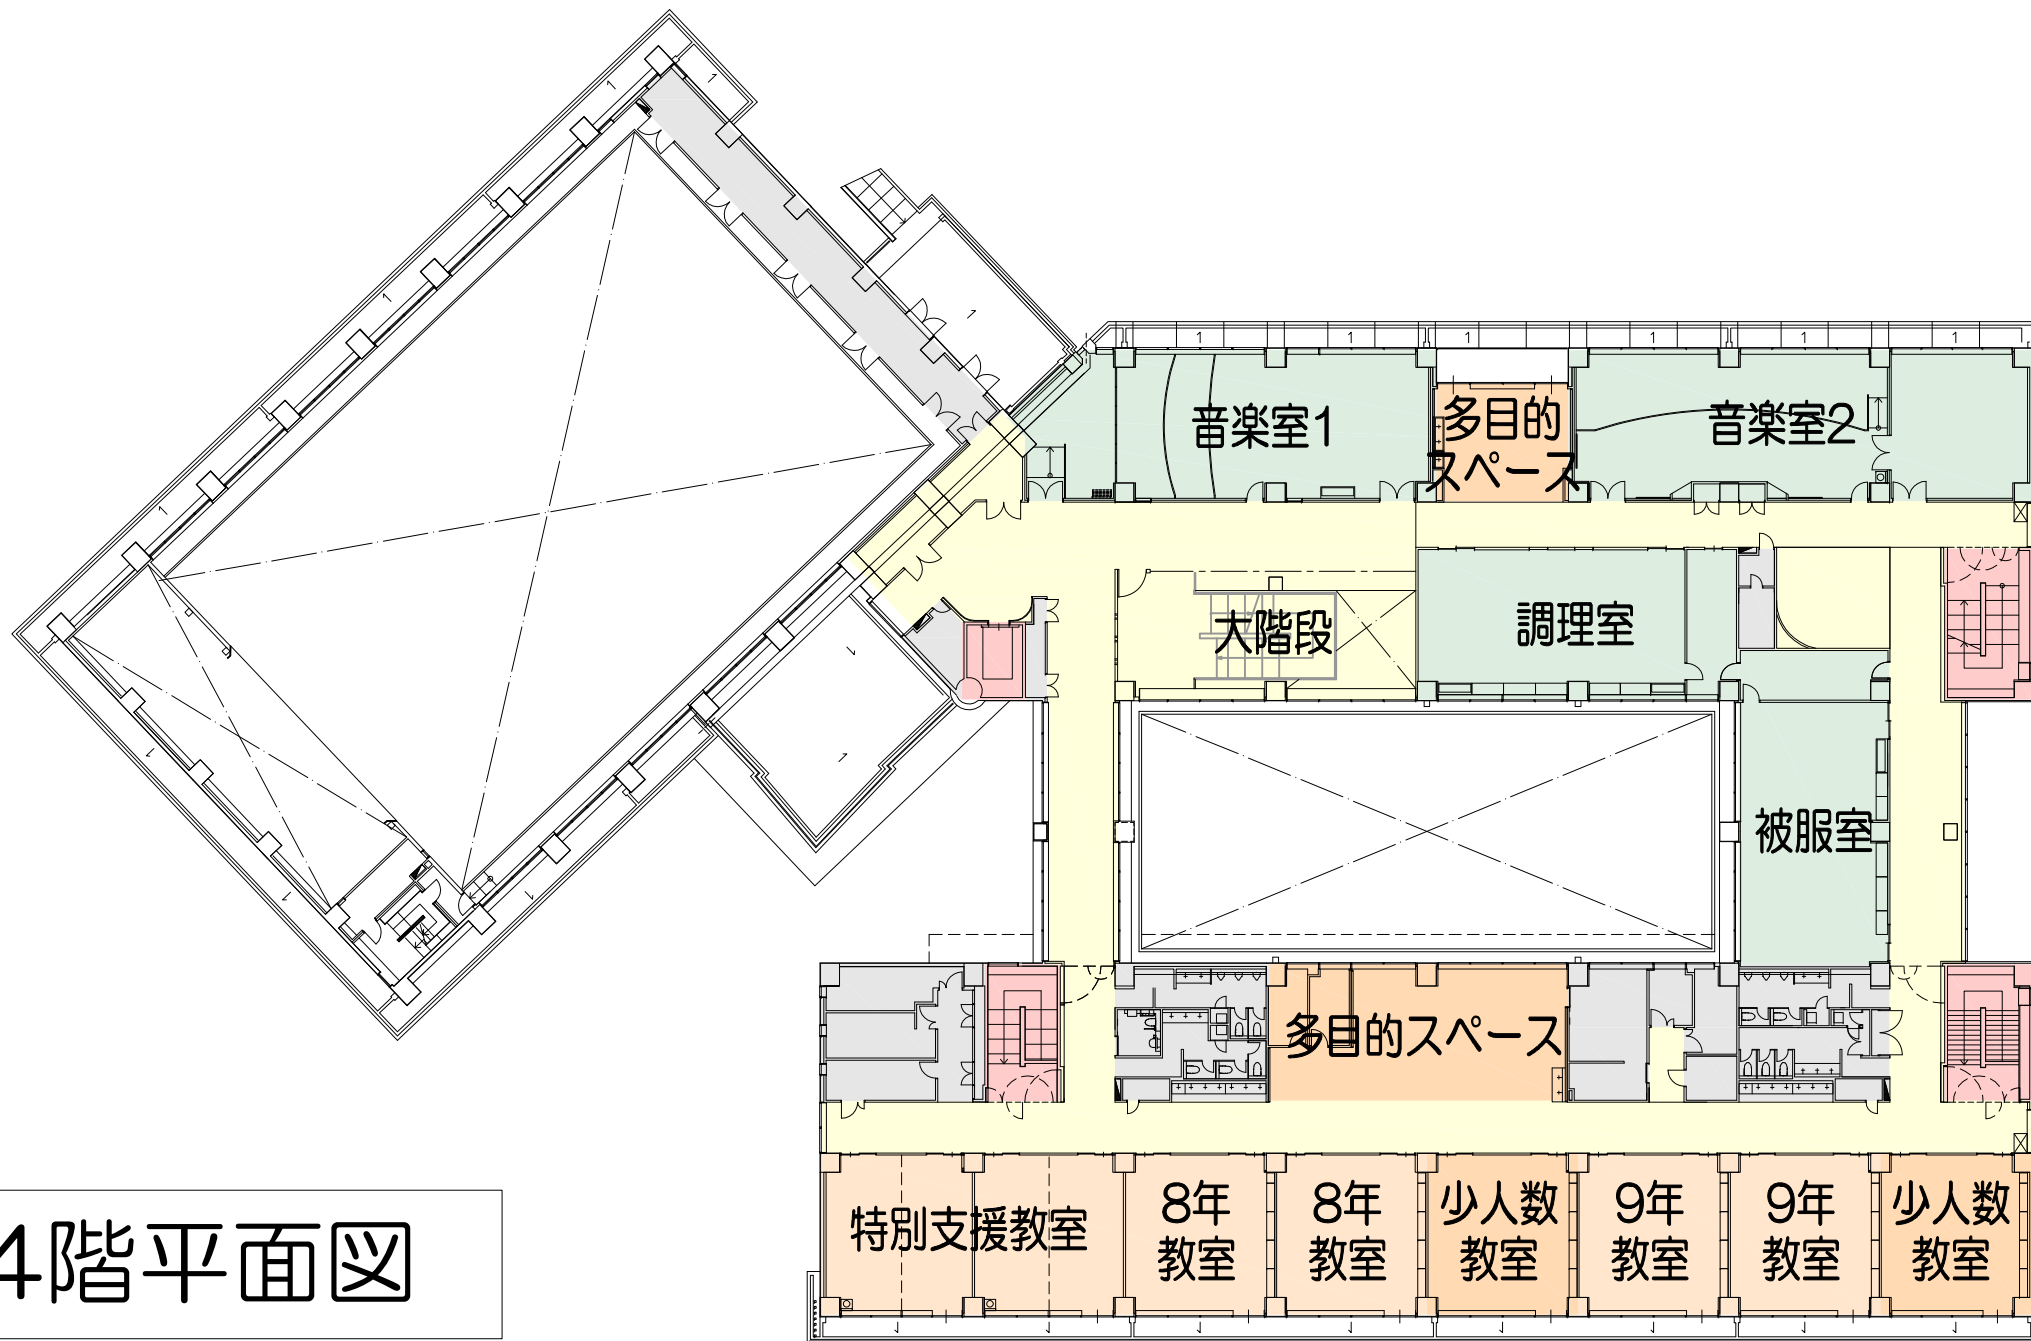 音楽室1
多目的
スペース
音楽室2
大階段
調理室
被服室
多目的スペース
特別支援教室
8年
教室
8年
教室
少人数
教室
9年
教室
9年
教室
少人数
教室
4階平面図